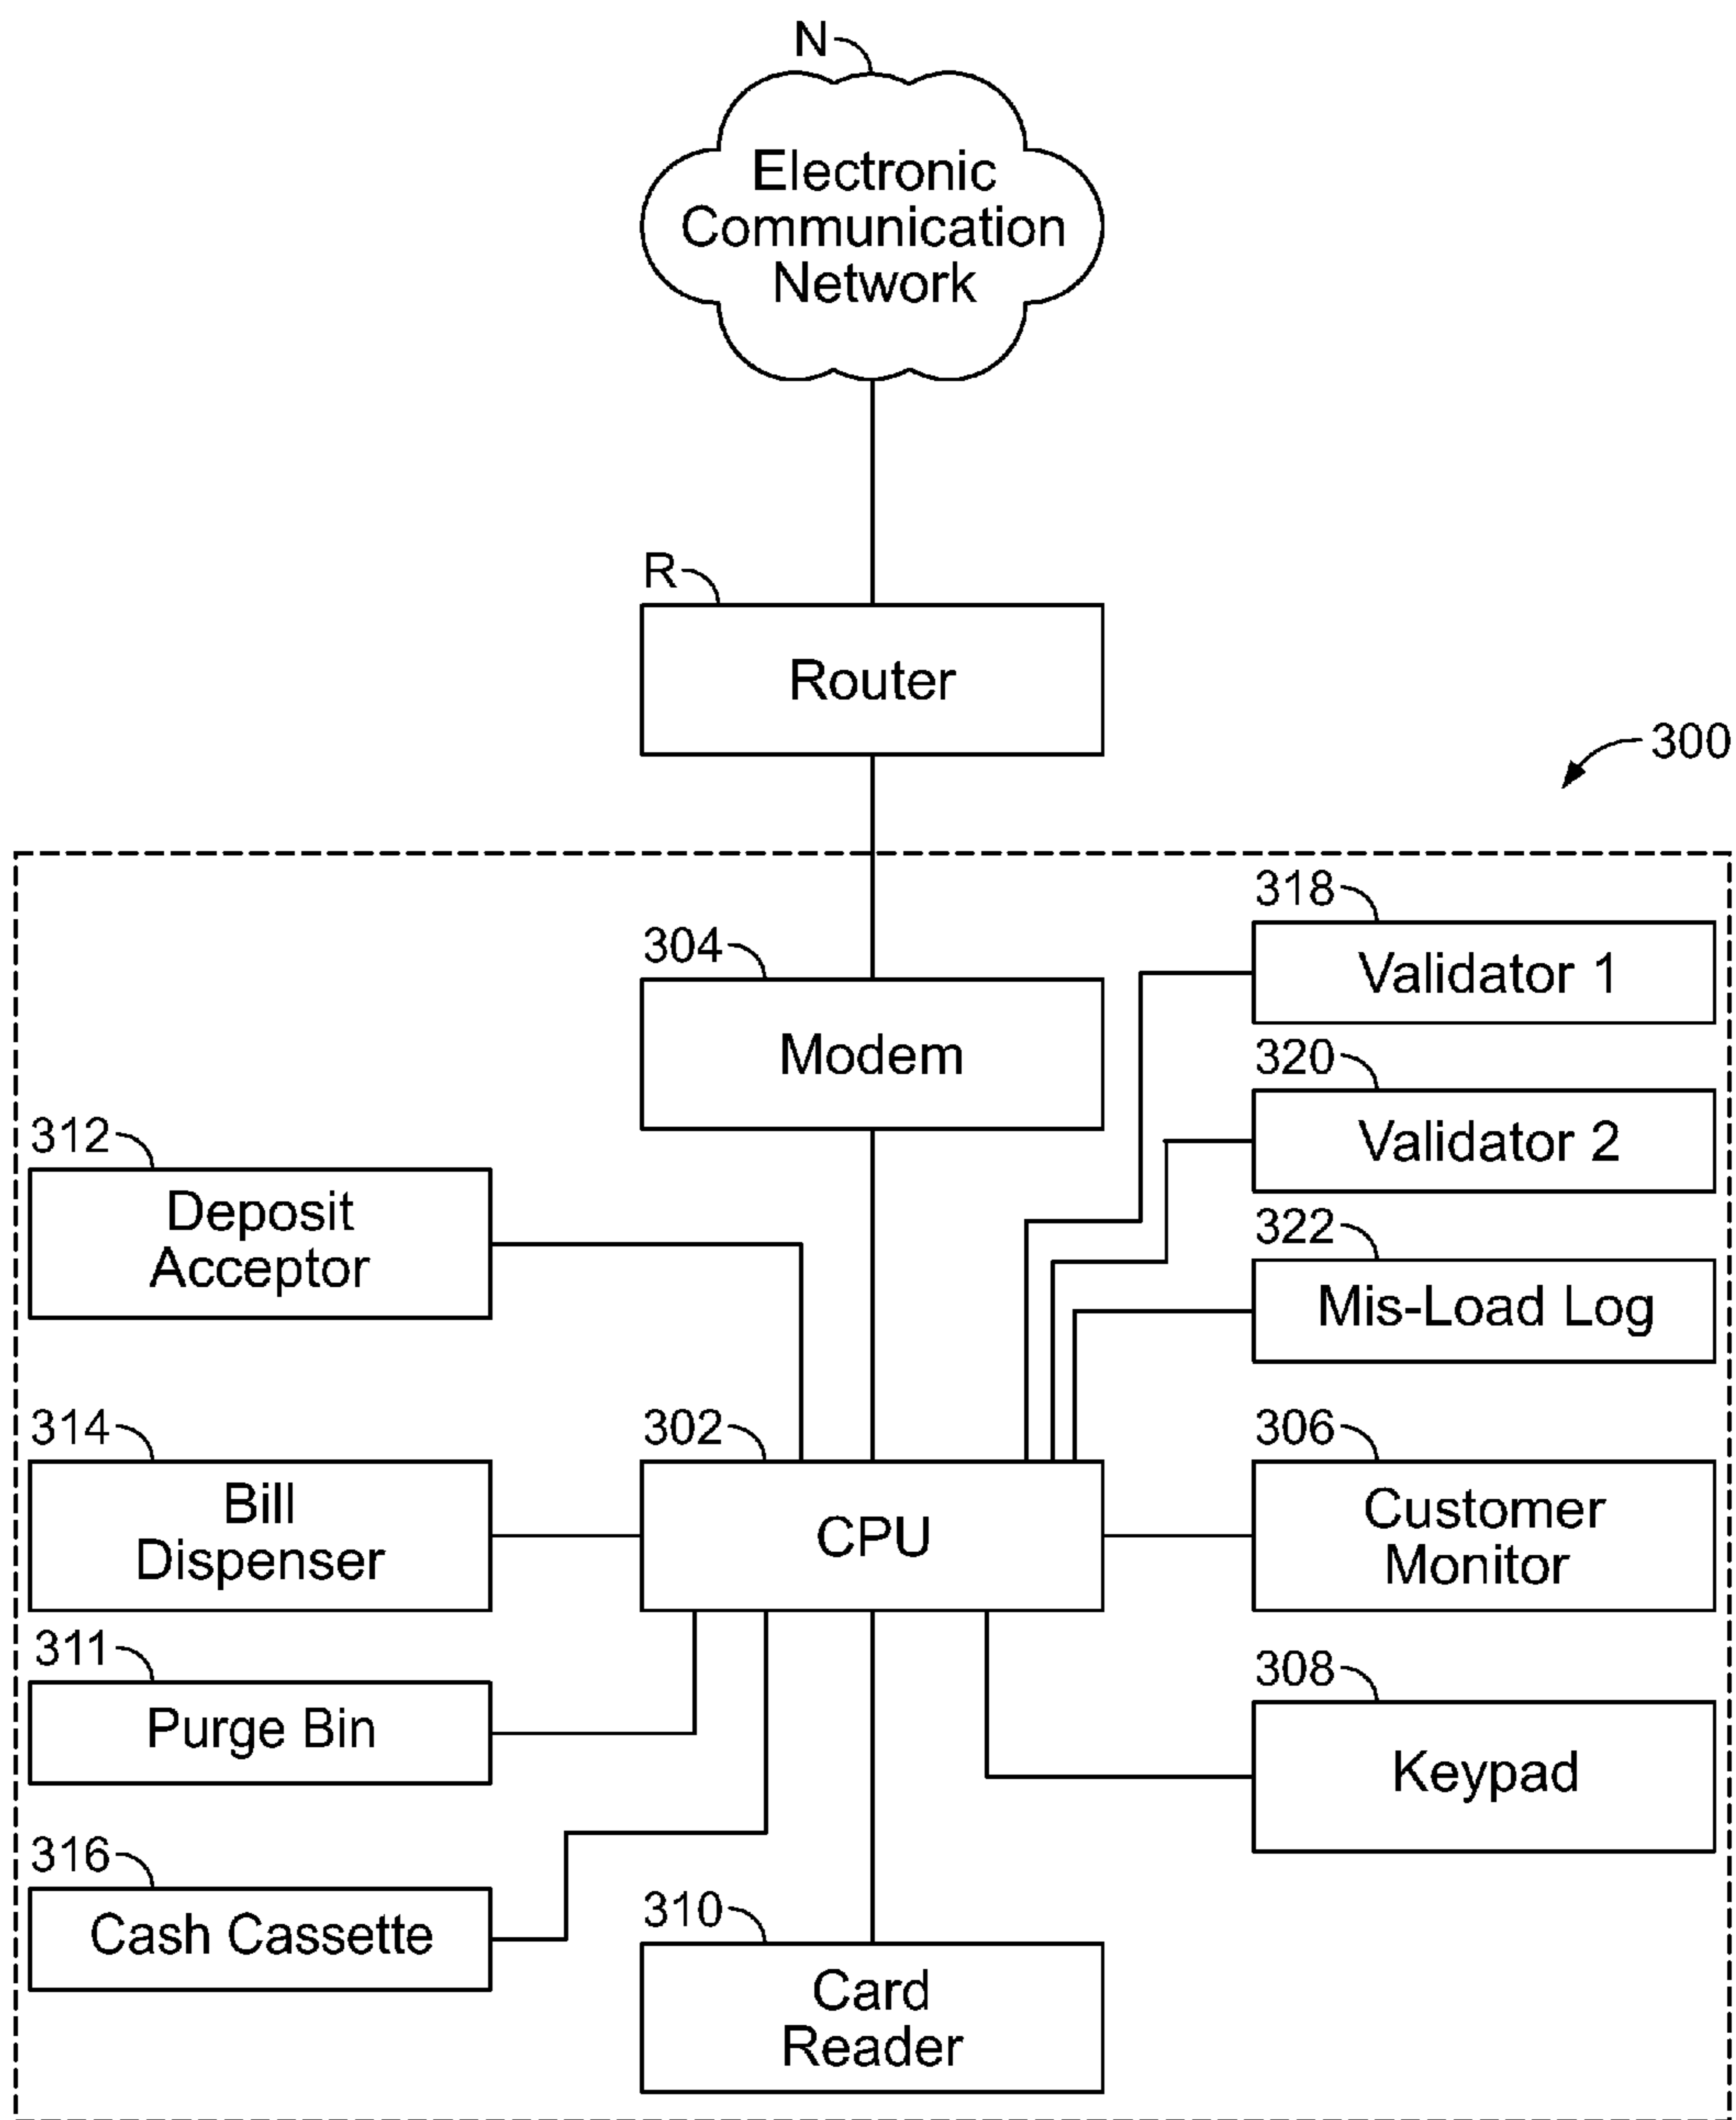 N
Electronic
Communication
Network
R
Router
300
304
Modem
318
Validator 1
320
Validator 2
322
Mis-Load Log
312
Deposit
Acceptor
314
Bill
Dispenser
302
CPU
306
Customer
Monitor
311
Purge Bin
308
Keypad
316
Cash Cassette
310
Card
Reader